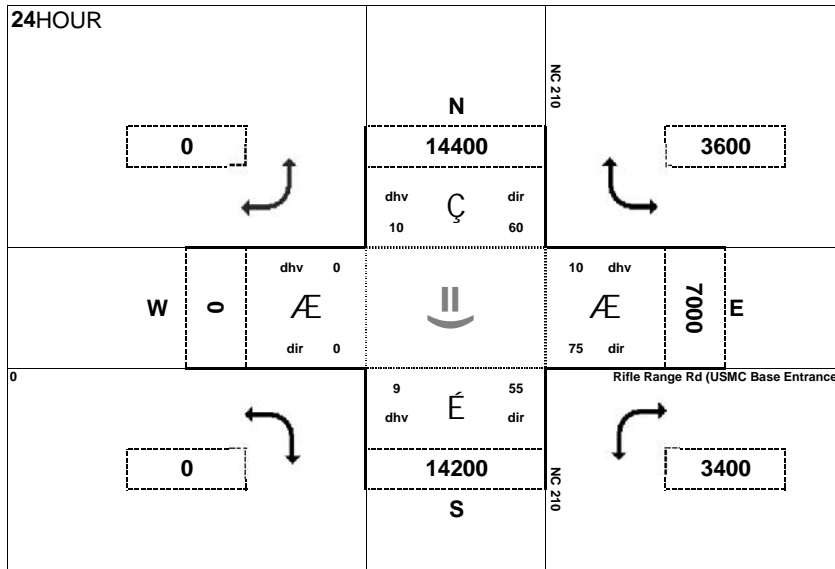 24HOUR
NC 210
N
0
14400
3600
dhv
Ç
dir
10
60
dhv 0
10 dhv
W
0
Æ
Æ
7000
E
dir 0
75 dir
0
Rifle Range Rd (USMC Base Entrance
9
55
dhv
É
dir
0
14200
3400
NC 210
S